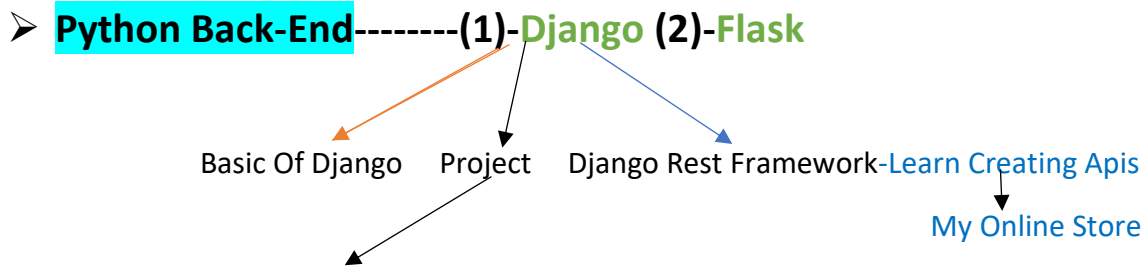 ➢ Python Back-End--------(1)-Django (2)-Flask
Basic Of Django Project Django Rest Framework-Learn Creating Apis
My Online Store